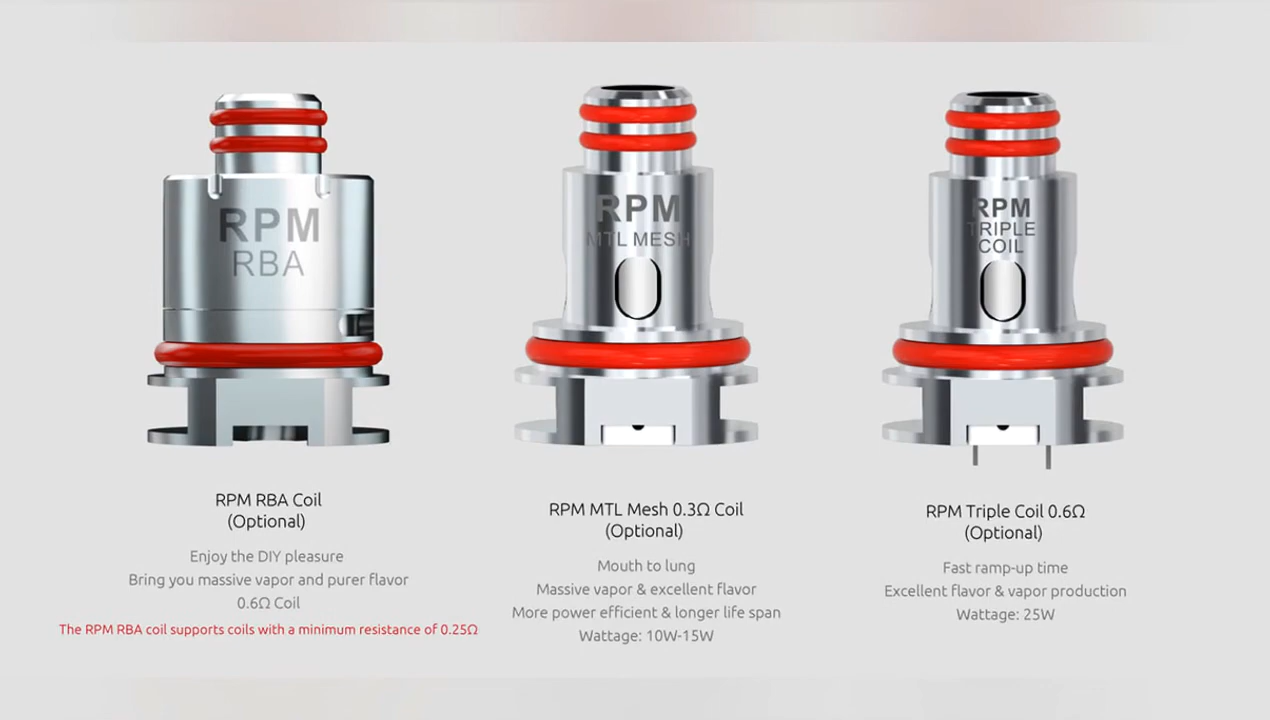 RPM
RBA
RPM
MTL MESH
RPM
TRIPLE
COIL
RPM RBA Coil
(Optional)
Enjoy the DIY pleasure
Bring you massive vapor and purer flavor
0.6Ω Coil
The RPM RBA coil supports coils with a minimum resistance of 0.25Ω
RPM MTL Mesh 0.3Ω Coil
(Optional)
Mouth to lung
Massive vapor & excellent flavor
More power efficient & longer life span
Wattage: 10W-15W
RPM Triple Coil 0.6Ω
(Optional)
Fast ramp-up time
Excellent flavor & vapor production
Wattage: 25W